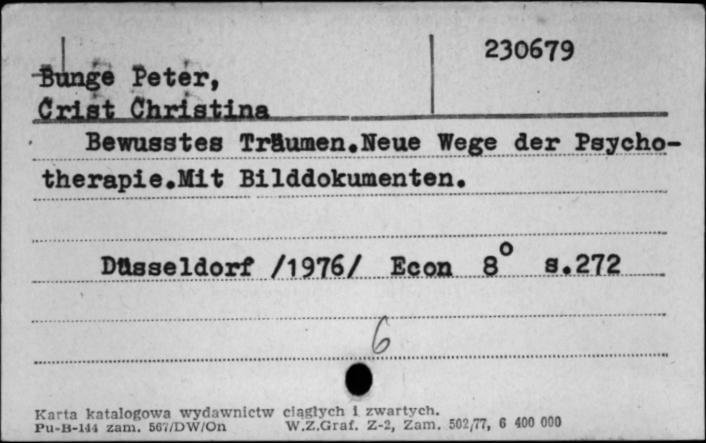 230679
Bunge Peter,
Crist Christina
Bewusstes Träumen.Neue Wege der Psycho-
therapie.Mit Bilddokumenten.
Düsseldorf /1976/ Econ 8° s.272
6
Karta katalogowa wydawnictw ciągłych i zwartych.
Pu-B-144 zam. 567/DW/On W.Z.Graf. Z-2, Zam. 502/77, 6 400 000